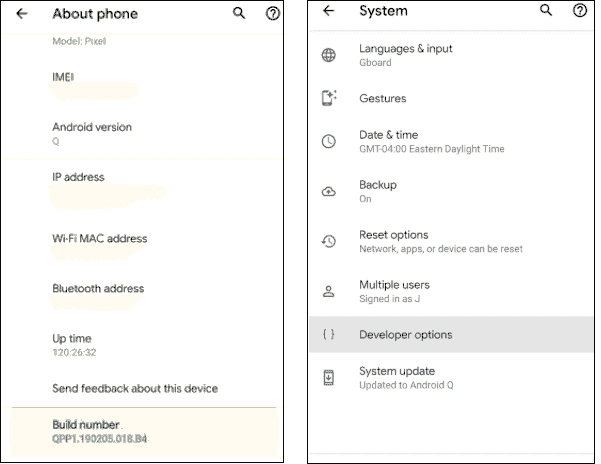 About phone
Model: Pixel
IMEI
Android version
Q
IP address
Wi-Fi MAC address
Bluetooth address
Up time
120:26:32
Send feedback about this device
Build number
QPP1.190205.018.B4
System
Languages & input
Gboard
Gestures
Date & time
GMT-04:00 Eastern Daylight Time
Backup
On
Reset options
Network, apps, or device can be reset
Multiple users
Signed in as J
{ } Developer options
System update
Updated to Android Q